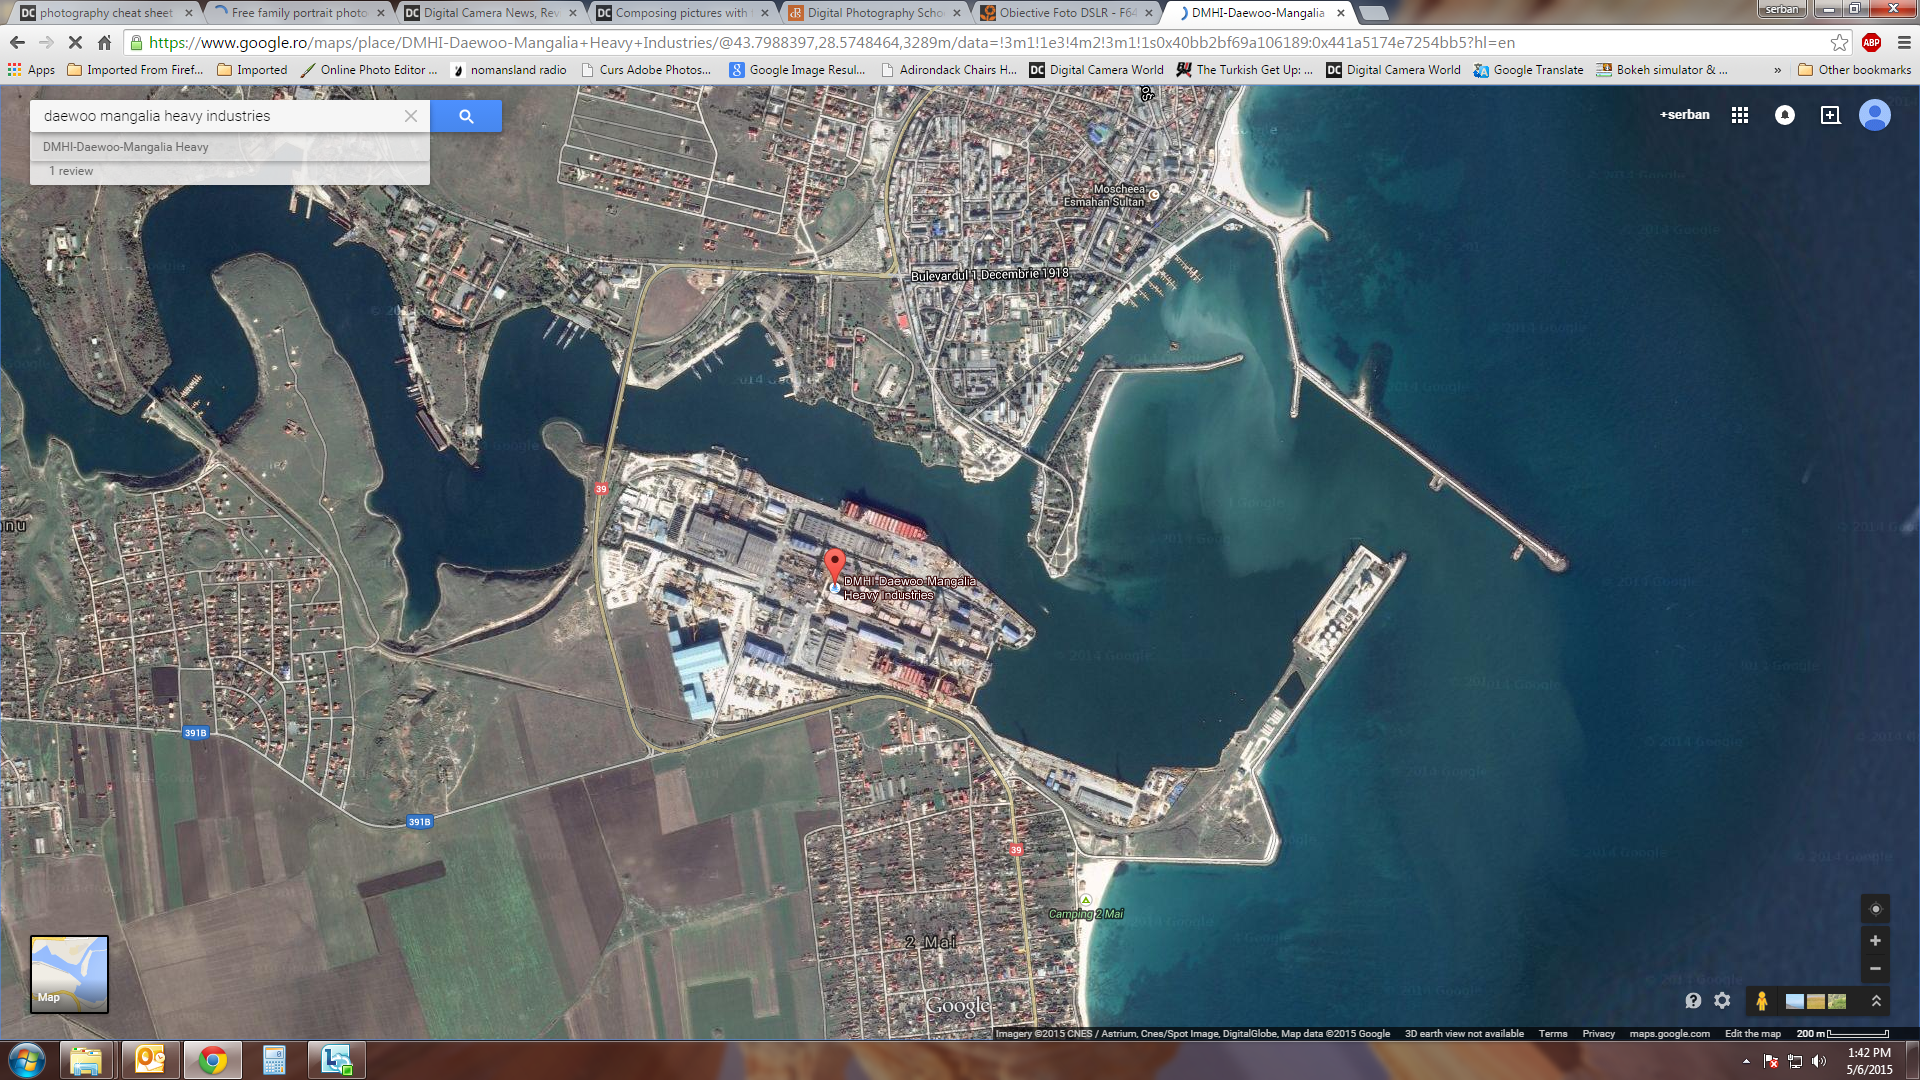 photography cheat sheet
Free family portrait photo
Digital Camera News, Rev
Composing pictures with
Digital Photography Scho
Obiective Foto DSLR - F64
DMHI-Daewoo-Mangalia
serban
https://www.google.ro/maps/place/DMHI-Daewoo-Mangalia+Heavy+Industries/@43.7988397,28.5748464,3289m/data=!3m1!1e3!4m2!3m1!1s0x40bb2bf69a106189:0x441a5174e7254bb5?hl=en
ABP
Apps
Imported From Firef...
Imported
Online Photo Editor ...
nomansland radio
Curs Adobe Photos...
Google Image Resul...
Adirondack Chairs H...
Digital Camera World
The Turkish Get Up: ...
Digital Camera World
Google Translate
Bokeh simulator & ...
»
Other bookmarks
daewoo mangalia heavy industries
DMHI-Daewoo-Mangalia Heavy
1 review
+serban
Moscheea
Esmahan Sultan
Bulevardul 1 Decembrie 1918
39
DMHI-Daewoo-Mangalia
Heavy Industries
391B
391B
39
Camping 2 Mai
2 Mai
Map
Google
Imagery ©2015 CNES / Astrium, Cnes/Spot Image, DigitalGlobe, Map data ©2015 Google
3D earth view not available
Terms
Privacy
maps.google.com
Edit the map
200 m
1:42 PM
5/6/2015